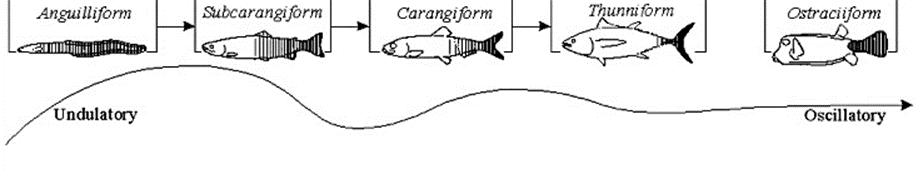 Anguilliform Subcarangiform Carangiform Thunniform Ostraciiform
Undulatory Oscillatory